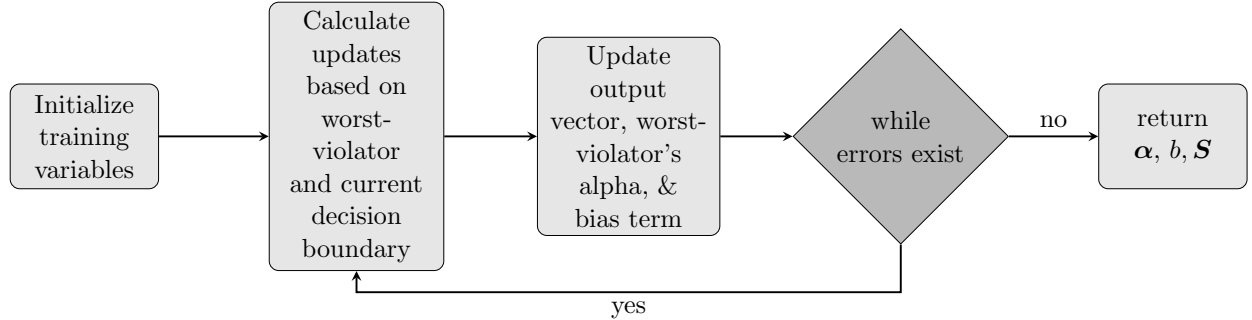 Initialize
training
variables
Calculate
updates
based on
worst-
violator
and current
decision
boundary
Update
output
vector, worst-
violator's
alpha, &
bias term
while
errors exist
no
return
α, b, S
yes